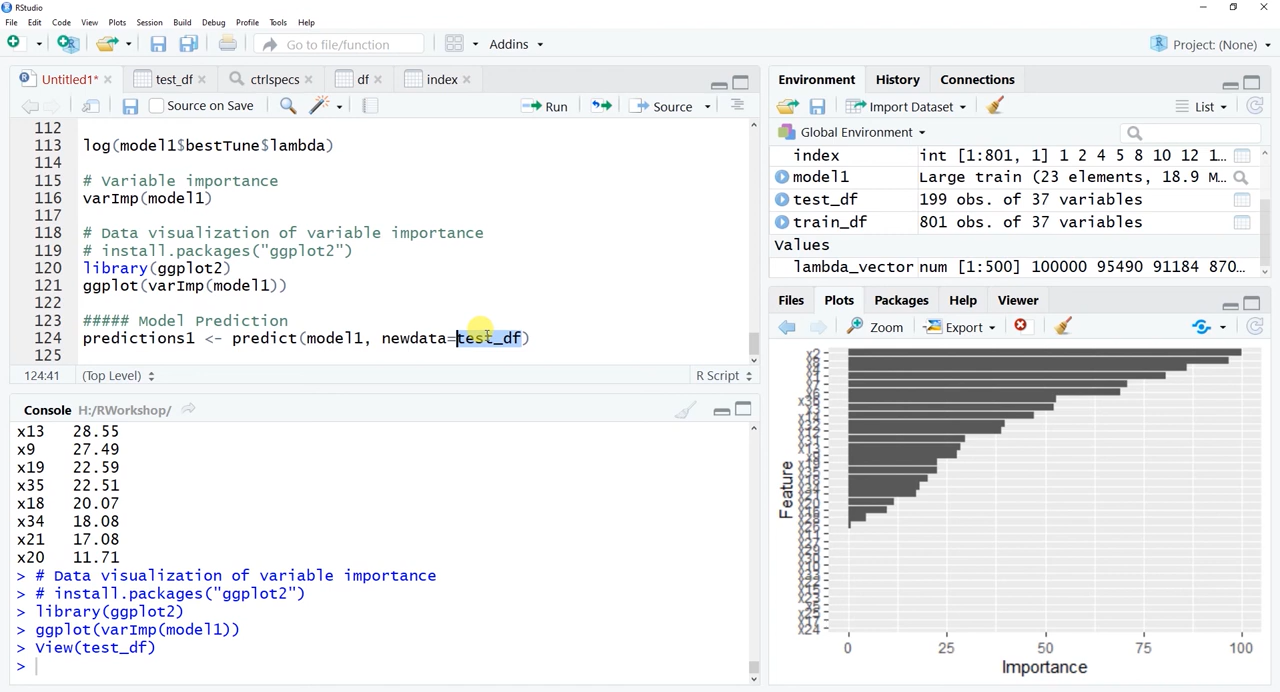 RStudio
File Edit Code View Plots Session Build Debug Profile Tools Help
Go to file/function Addins Project: (None)
Untitled1* test_df ctrlspecs df index
Source on Save Run Source
112
113 log(model1$bestTune$lambda)
114
115 # Variable importance
116 varImp(model1)
117
118 # Data visualization of variable importance
119 # install.packages("ggplot2")
120 library(ggplot2)
121 ggplot(varImp(model1))
122
123 ##### Model Prediction
124 predictions1 <- predict(model1, newdata=test_df)
125
124:41 (Top Level) R Script
Console H:/RWorkshop/
x13 28.55
x9 27.49
x19 22.59
x35 22.51
x18 20.07
x34 18.08
x21 17.08
x20 11.71
> # Data visualization of variable importance
> # install.packages("ggplot2")
> library(ggplot2)
> ggplot(varImp(model1))
> View(test_df)
>
Environment History Connections
Import Dataset List
Global Environment
index int [1:801, 1] 1 2 4 5 8 10 12 1...
model1 Large train (23 elements, 18.9 M...
test_df 199 obs. of 37 variables
train_df 801 obs. of 37 variables
Values
lambda_vector num [1:500] 100000 95490 91184 870...
Files Plots Packages Help Viewer
Zoom Export
Feature
x2
x24
0 25 50 75 100
Importance